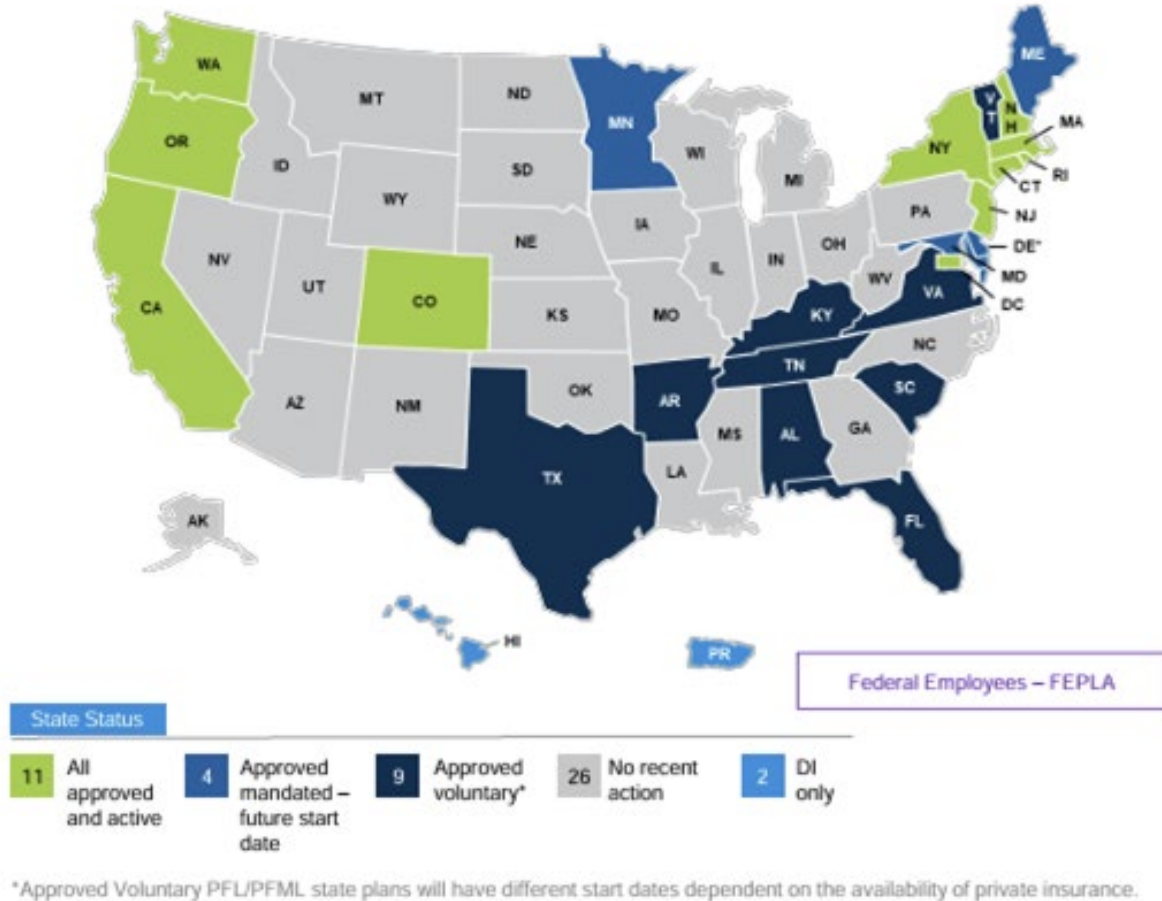 WA
MT
ND
MN
ME
V
T
N
H
MA
OR
ID
SD
WI
NY
RI
CT
WY
MI
NJ
IA
PA
DE*
NE
NV
OH
MD
IL
IN
UT
WV
DC
CA
CO
VA
KS
MO
KY
NC
TN
AZ
NM
OK
AR
SC
MS
AL
GA
TX
LA
AK
FL
HI
PR
Federal Employees – FEPLA
State Status
11 All approved and active
4 Approved mandated – future start date
9 Approved voluntary*
26 No recent action
2 DI only
*Approved Voluntary PFL/PFML state plans will have different start dates dependent on the availability of private insurance.